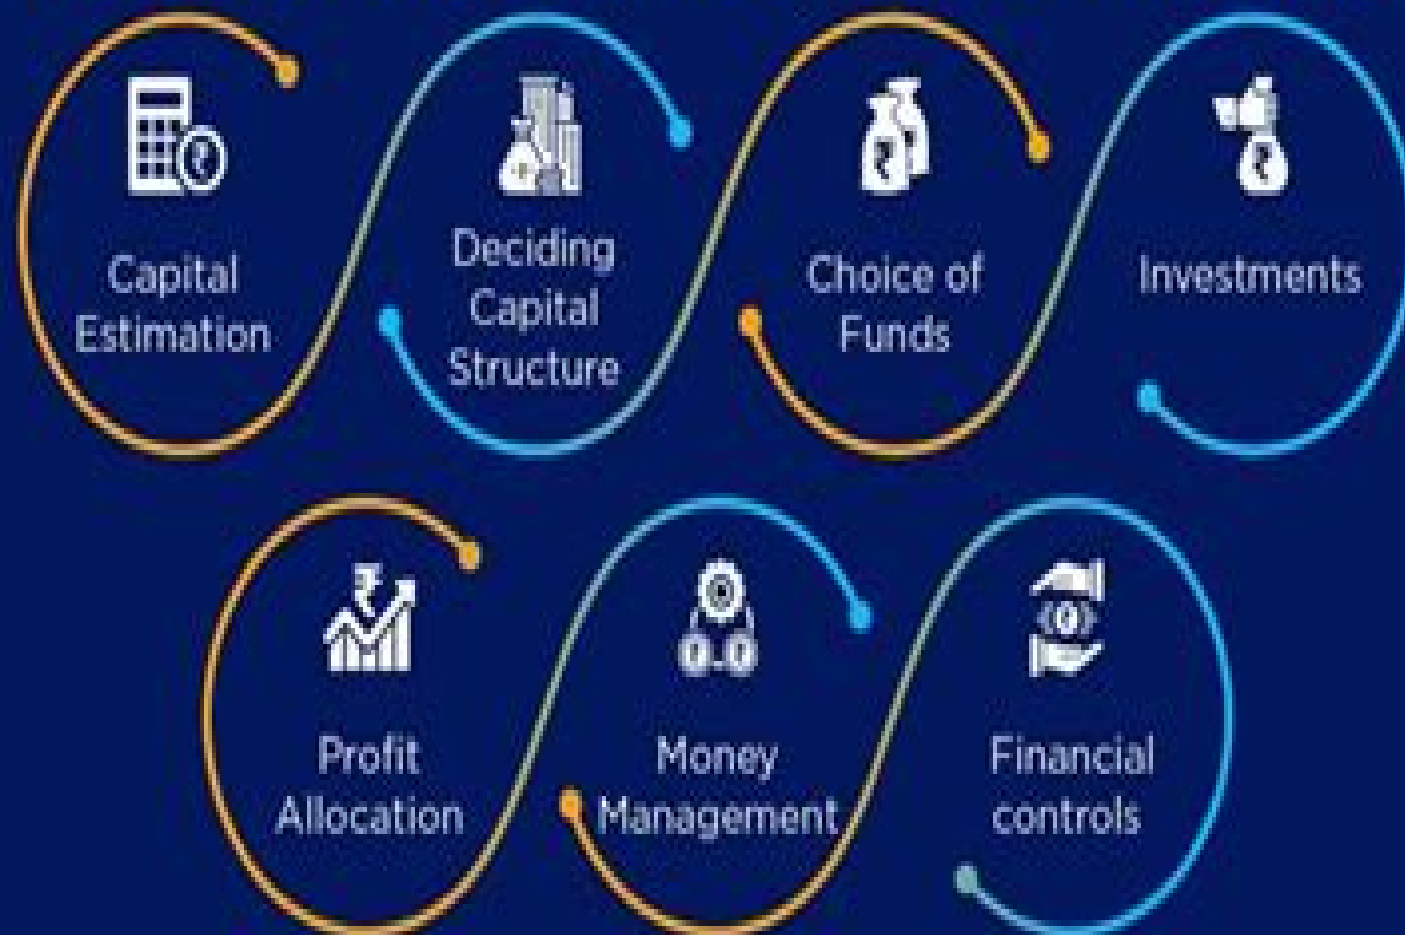 Capital
Estimation
Deciding
Capital
Structure
Choice of
Funds
Investments
Profit
Allocation
Money
Management
Financial
controls